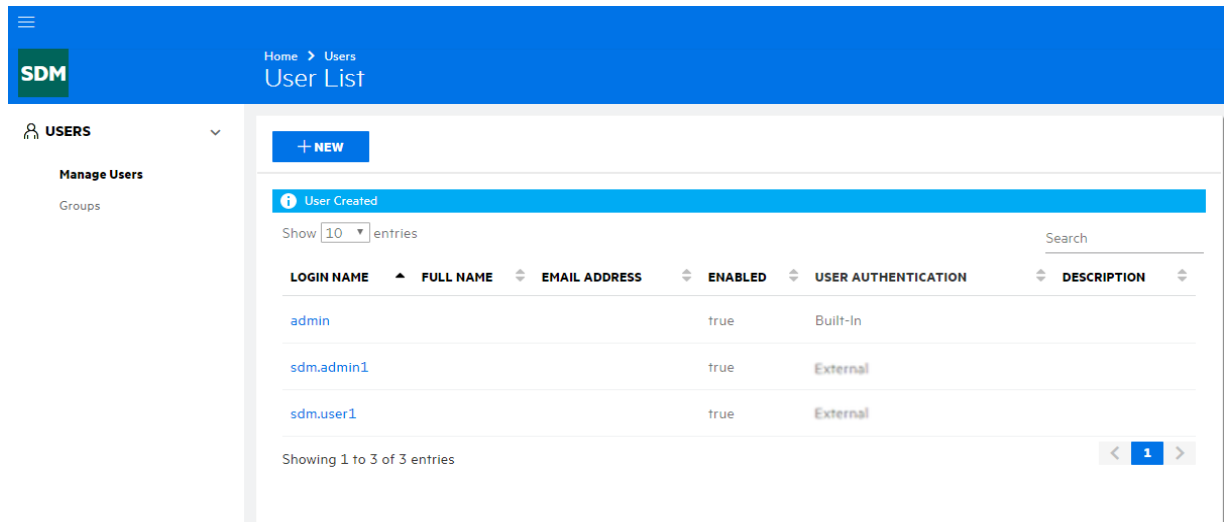 Home > Users
SDM
User List
USERS
Manage Users
Groups
+ NEW
i User Created
Show 10 entries
Search
LOGIN NAME FULL NAME EMAIL ADDRESS ENABLED USER AUTHENTICATION DESCRIPTION
admin true Built-In
sdm.admin1 true External
sdm.user1 true External
Showing 1 to 3 of 3 entries
< 1 >